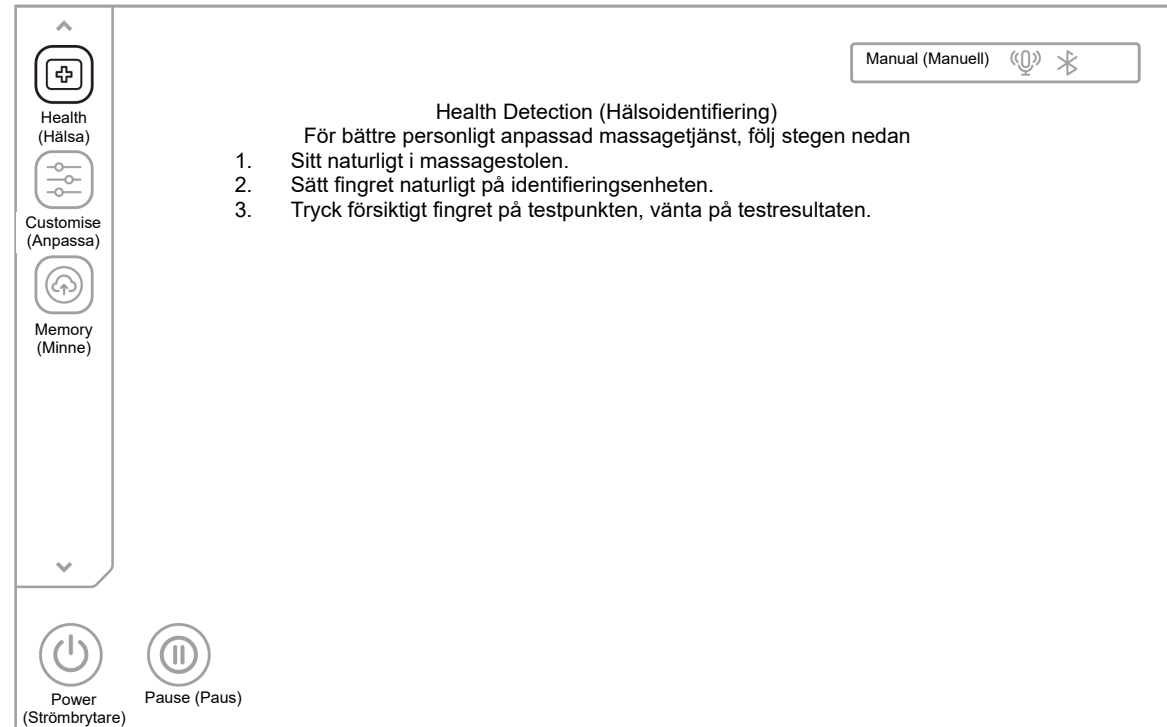 Manual (Manuell)
Health
(Hälsa)
Customise
(Anpassa)
Memory
(Minne)
Health Detection (Hälsoidentifiering)
För bättre personligt anpassad massagetjänst, följ stegen nedan
1. Sitt naturligt i massagestolen.
2. Sätt fingret naturligt på identifieringsenheten.
3. Tryck försiktigt fingret på testpunkten, vänta på testresultaten.
Power
(Strömbrytare)
Pause (Paus)